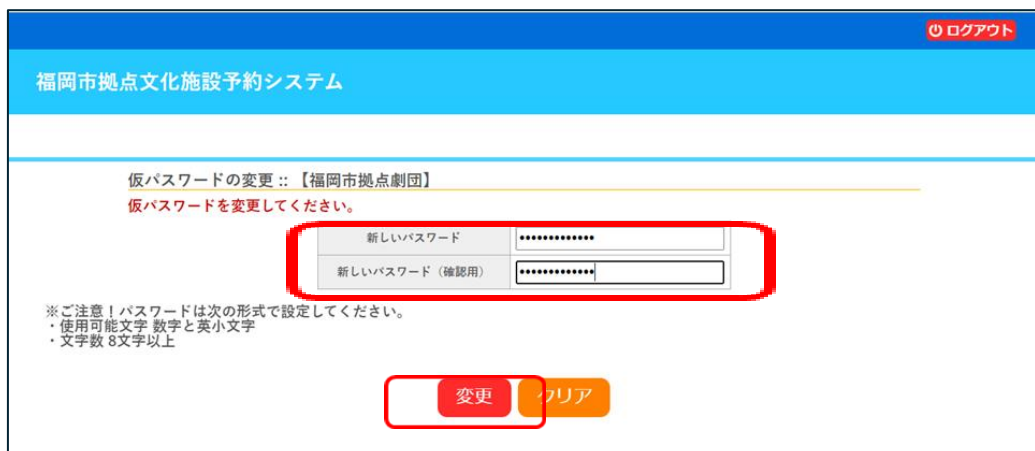 ログアウト
福岡市拠点文化施設予約システム
仮パスワードの変更 :: 【福岡市拠点劇団】
仮パスワードを変更してください。
新しいパスワード •••••••••••••
新しいパスワード（確認用） •••••••••••••
※ご注意！パスワードは次の形式で設定してください。
・使用可能文字 数字と英小文字
・文字数 8文字以上
変更 クリア